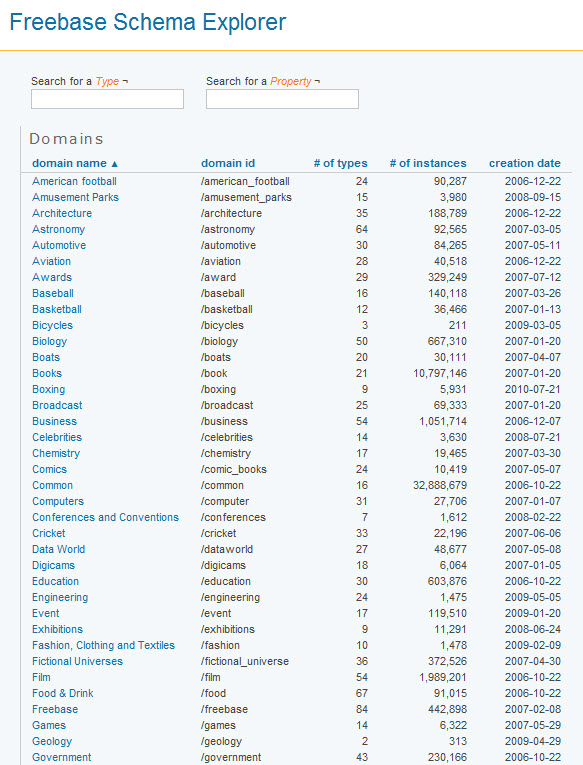 Freebase Schema Explorer
Search for a Type ¬ Search for a Property ¬
Domains
domain name ▲ domain id # of types # of instances creation date
American football /american_football 24 90,287 2006-12-22
Amusement Parks /amusement_parks 15 3,980 2008-09-15
Architecture /architecture 35 188,789 2006-12-22
Astronomy /astronomy 64 92,565 2007-03-05
Automotive /automotive 30 84,265 2007-05-11
Aviation /aviation 28 40,518 2006-12-22
Awards /award 29 329,249 2007-07-12
Baseball /baseball 16 140,118 2007-03-26
Basketball /basketball 12 36,466 2007-01-13
Bicycles /bicycles 3 211 2009-03-05
Biology /biology 50 667,310 2007-01-20
Boats /boats 20 30,111 2007-04-07
Books /book 21 10,797,146 2007-01-20
Boxing /boxing 9 5,931 2010-07-21
Broadcast /broadcast 25 69,333 2007-01-20
Business /business 54 1,051,714 2006-12-07
Celebrities /celebrities 14 3,630 2008-07-21
Chemistry /chemistry 17 19,465 2007-03-30
Comics /comic_books 24 10,419 2007-05-07
Common /common 16 32,888,679 2006-10-22
Computers /computer 31 27,706 2007-01-07
Conferences and Conventions /conferences 7 1,612 2008-02-22
Cricket /cricket 33 22,196 2007-06-06
Data World /dataworld 27 48,677 2007-05-08
Digicams /digicams 18 6,064 2007-01-05
Education /education 30 603,876 2006-10-22
Engineering /engineering 24 1,475 2009-05-05
Event /event 17 119,510 2009-01-20
Exhibitions /exhibitions 9 11,291 2008-06-24
Fashion, Clothing and Textiles /fashion 10 1,478 2009-02-09
Fictional Universes /fictional_universe 36 372,526 2007-04-30
Film /film 54 1,989,201 2006-10-22
Food & Drink /food 67 91,015 2006-10-22
Freebase /freebase 84 442,898 2007-02-08
Games /games 14 6,322 2007-05-29
Geology /geology 2 313 2009-04-29
Government /government 43 230,166 2006-10-22